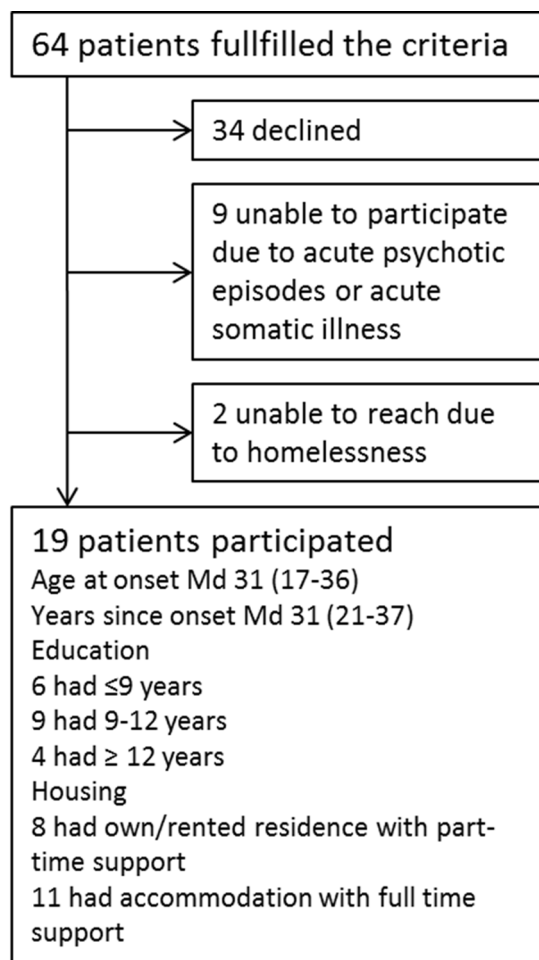 64 patients fullfilled the criteria
34 declined
9 unable to participate
due to acute psychotic
episodes or acute
somatic illness
2 unable to reach due
to homelessness
19 patients participated
Age at onset Md 31 (17-36)
Years since onset Md 31 (21-37)
Education
6 had ≤9 years
9 had 9-12 years
4 had ≥ 12 years
Housing
8 had own/rented residence with part-
time support
11 had accommodation with full time
support